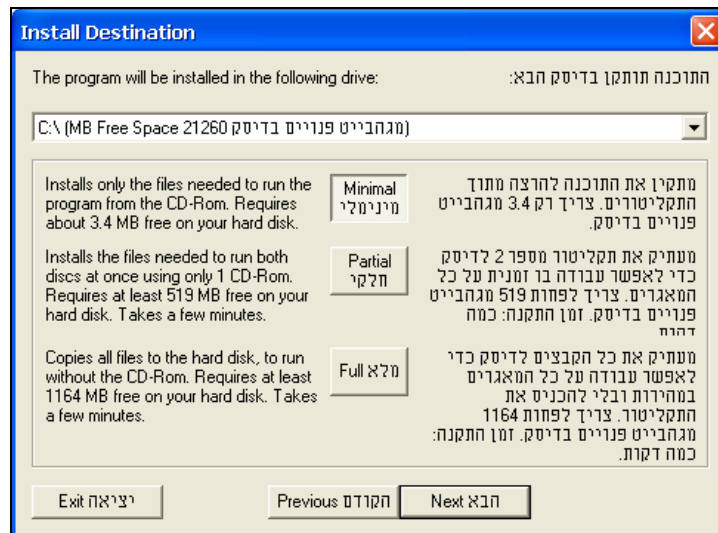 Install Destination
The program will be installed in the following drive:
התוכנה תותקן בדיסק הבא:
C:\ (MB Free Space 21260 מגהבייט פנויים בדיסק)
Installs only the files needed to run the
program from the CD-Rom. Requires
about 3.4 MB free on your hard disk.
Minimal
מינימלי
מתקין את התוכנה להרצה מתוך
התקליטורים. צריך רק 3.4 מגהבייט
פנויים בדיסק.
Installs the files needed to run both
discs at once using only 1 CD-Rom.
Requires at least 519 MB free on your
hard disk. Takes a few minutes.
Partial
חלקי
מעתיק את תקליטור מספר 2 לדיסק
כדי לאפשר עבודה בו זמנית על כל
המאגרים. צריך לפחות 519 מגהבייט
פנויים בדיסק. זמן התקנה: כמה
דקות
Copies all files to the hard disk, to run
without the CD-Rom. Requires at least
1164 MB free on your hard disk. Takes
a few minutes.
Full מלא
מעתיק את כל הקבצים לדיסק כדי
לאפשר עבודה על כל המאגרים
במהירות ובלי להכניס את
התקליטור. צריך לפחות 1164
מגהבייט פנויים בדיסק. זמן התקנה:
כמה דקות.
Exit יציאה
Previous הקודם
Next הבא